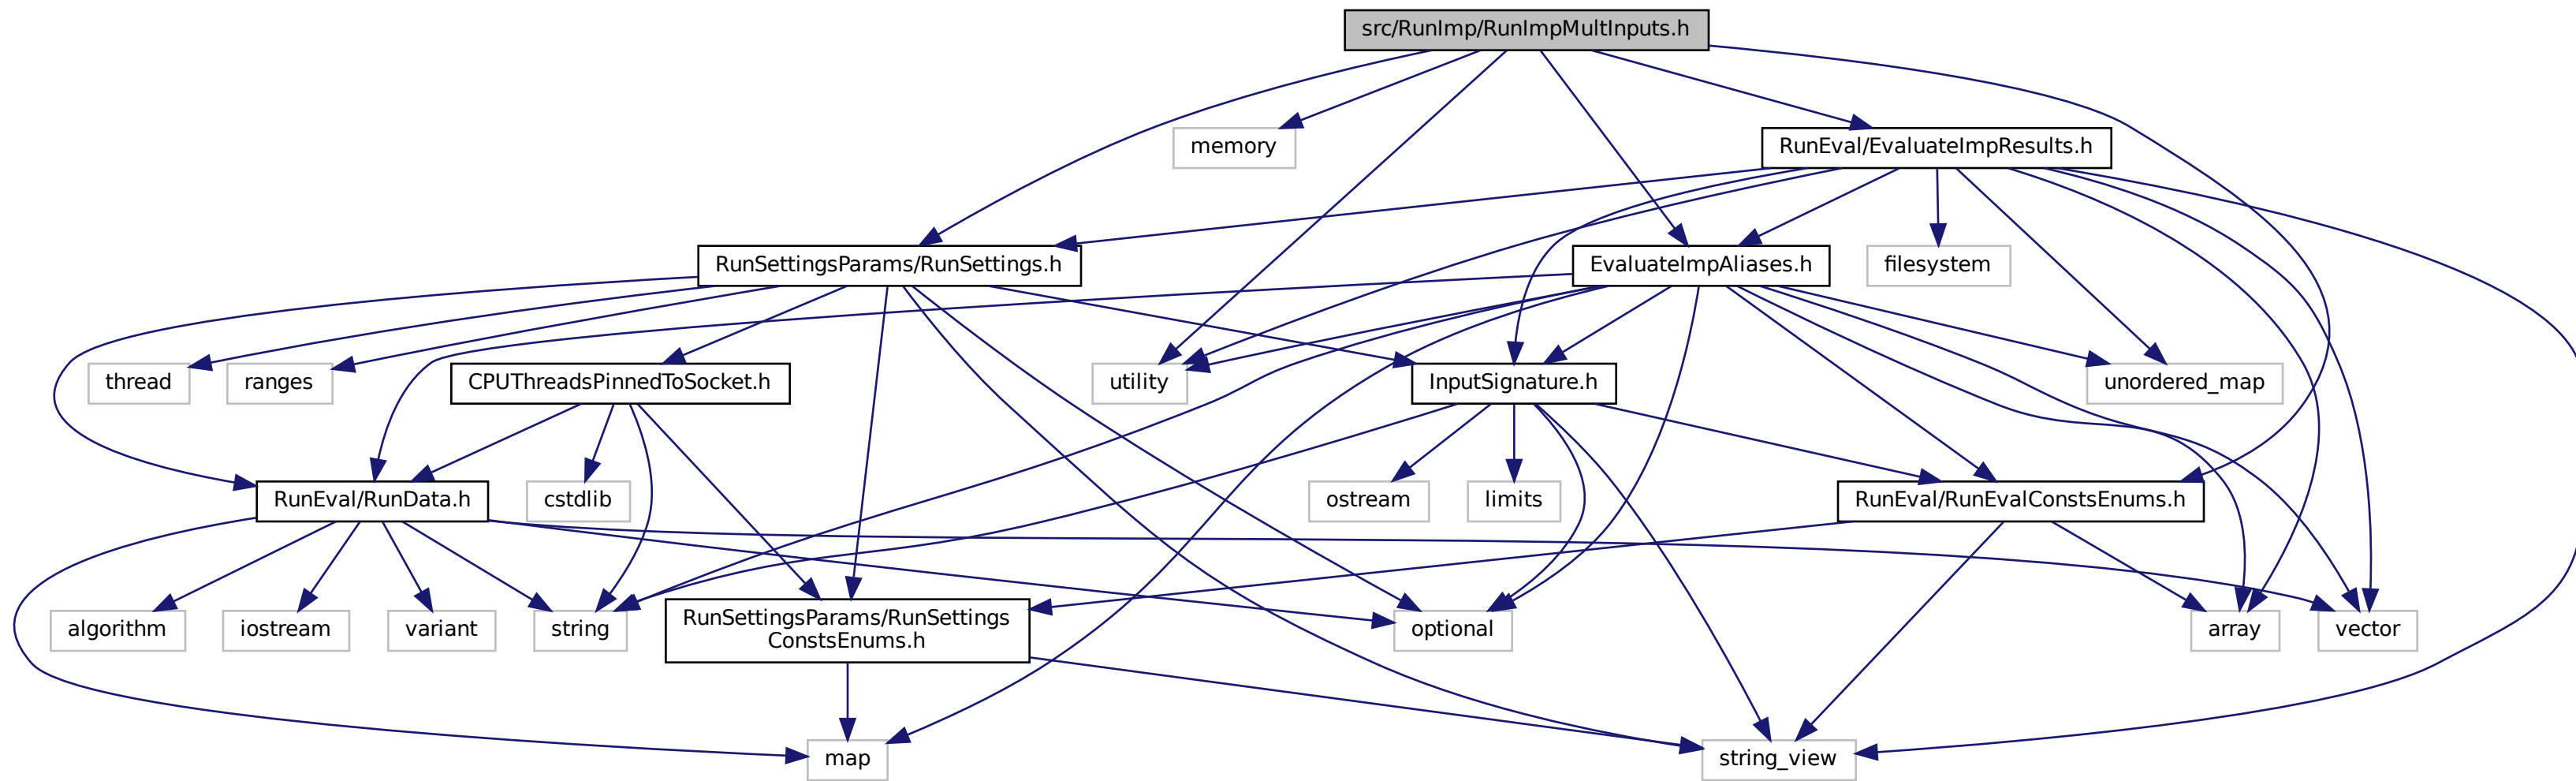 src/RunImp/RunImpMultInputs.h
memory
RunEval/EvaluateImpResults.h
RunSettingsParams/RunSettings.h
EvaluateImpAliases.h
filesystem
thread
ranges
CPUThreadsPinnedToSocket.h
utility
InputSignature.h
unordered_map
RunEval/RunData.h
cstdlib
ostream
limits
RunEval/RunEvalConstsEnums.h
algorithm
iostream
variant
string
RunSettingsParams/RunSettings
ConstsEnums.h
optional
array
vector
map
string_view